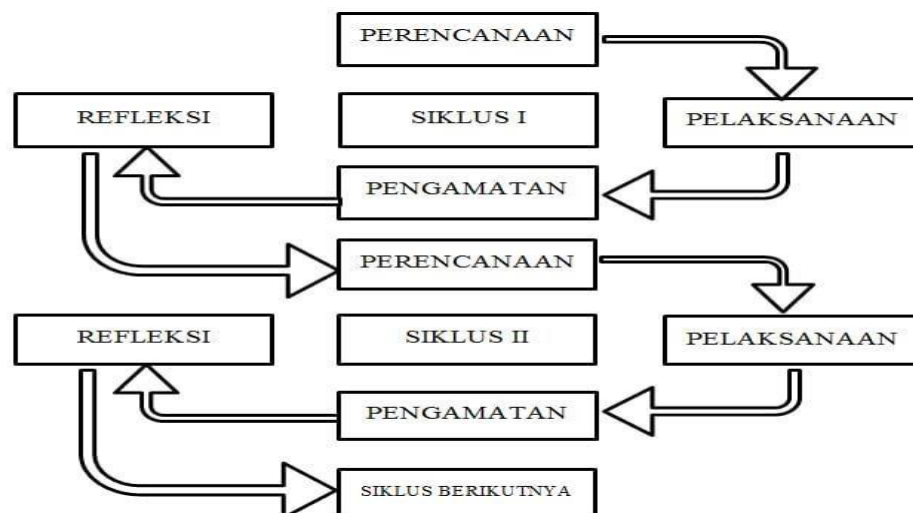 PERENCANAAN
REFLEKSI
SIKLUS I
PELAKSANAAN
PENGAMATAN
PERENCANAAN
REFLEKSI
SIKLUS II
PELAKSANAAN
PENGAMATAN
SIKLUS BERIKUTNYA